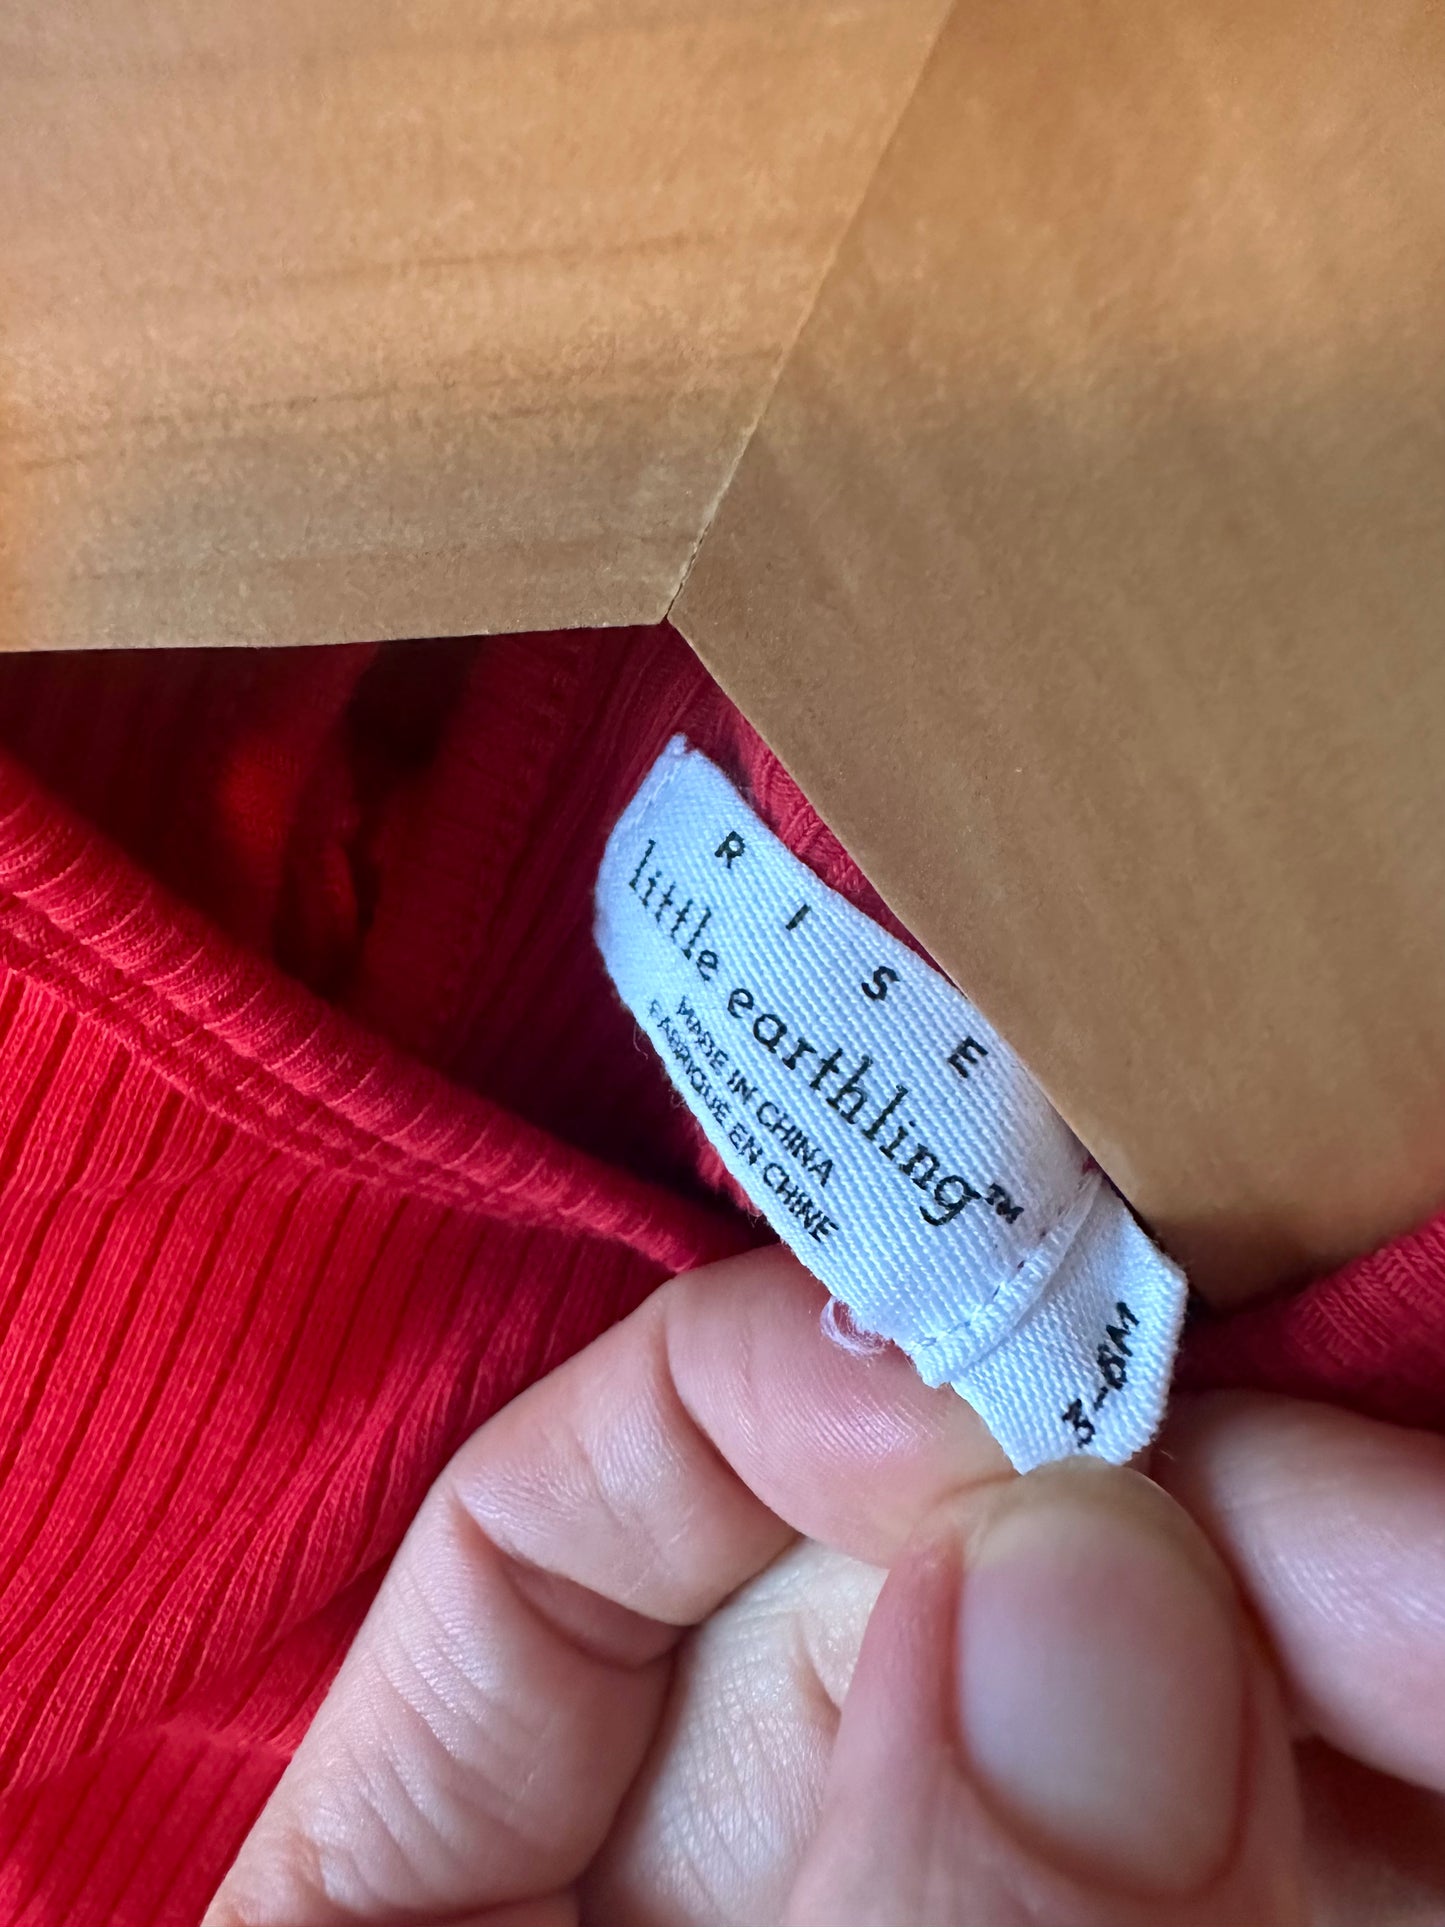 RISE
little earthling™
MADE IN CHINA
FABRIQUÉ EN CHINE
3-6M